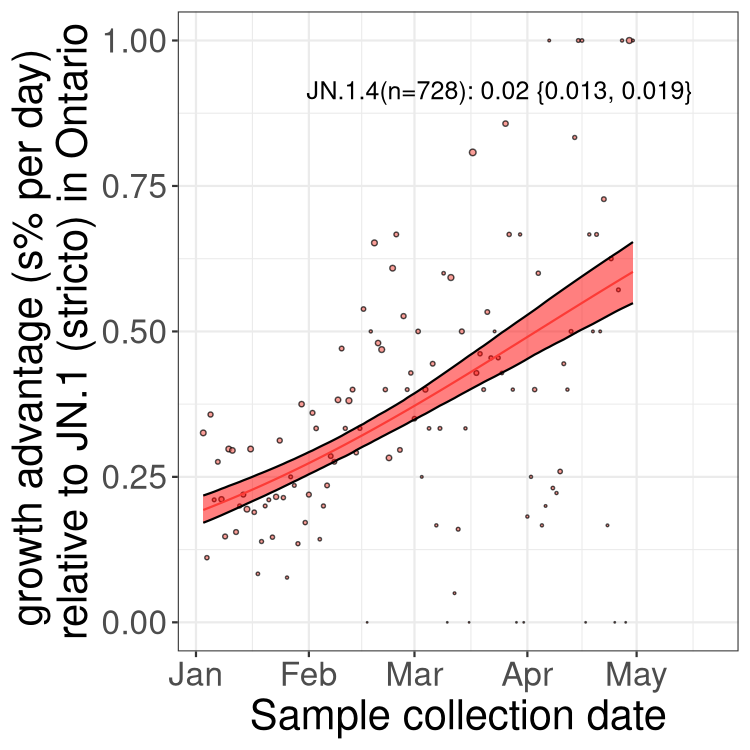 growth advantage (s% per day)
relative to JN.1 (stricto) in Ontario
1.00
0.75
0.50
0.25
0.00
JN.1.4(n=728): 0.02 {0.013, 0.019}
Jan Feb Mar Apr May
Sample collection date